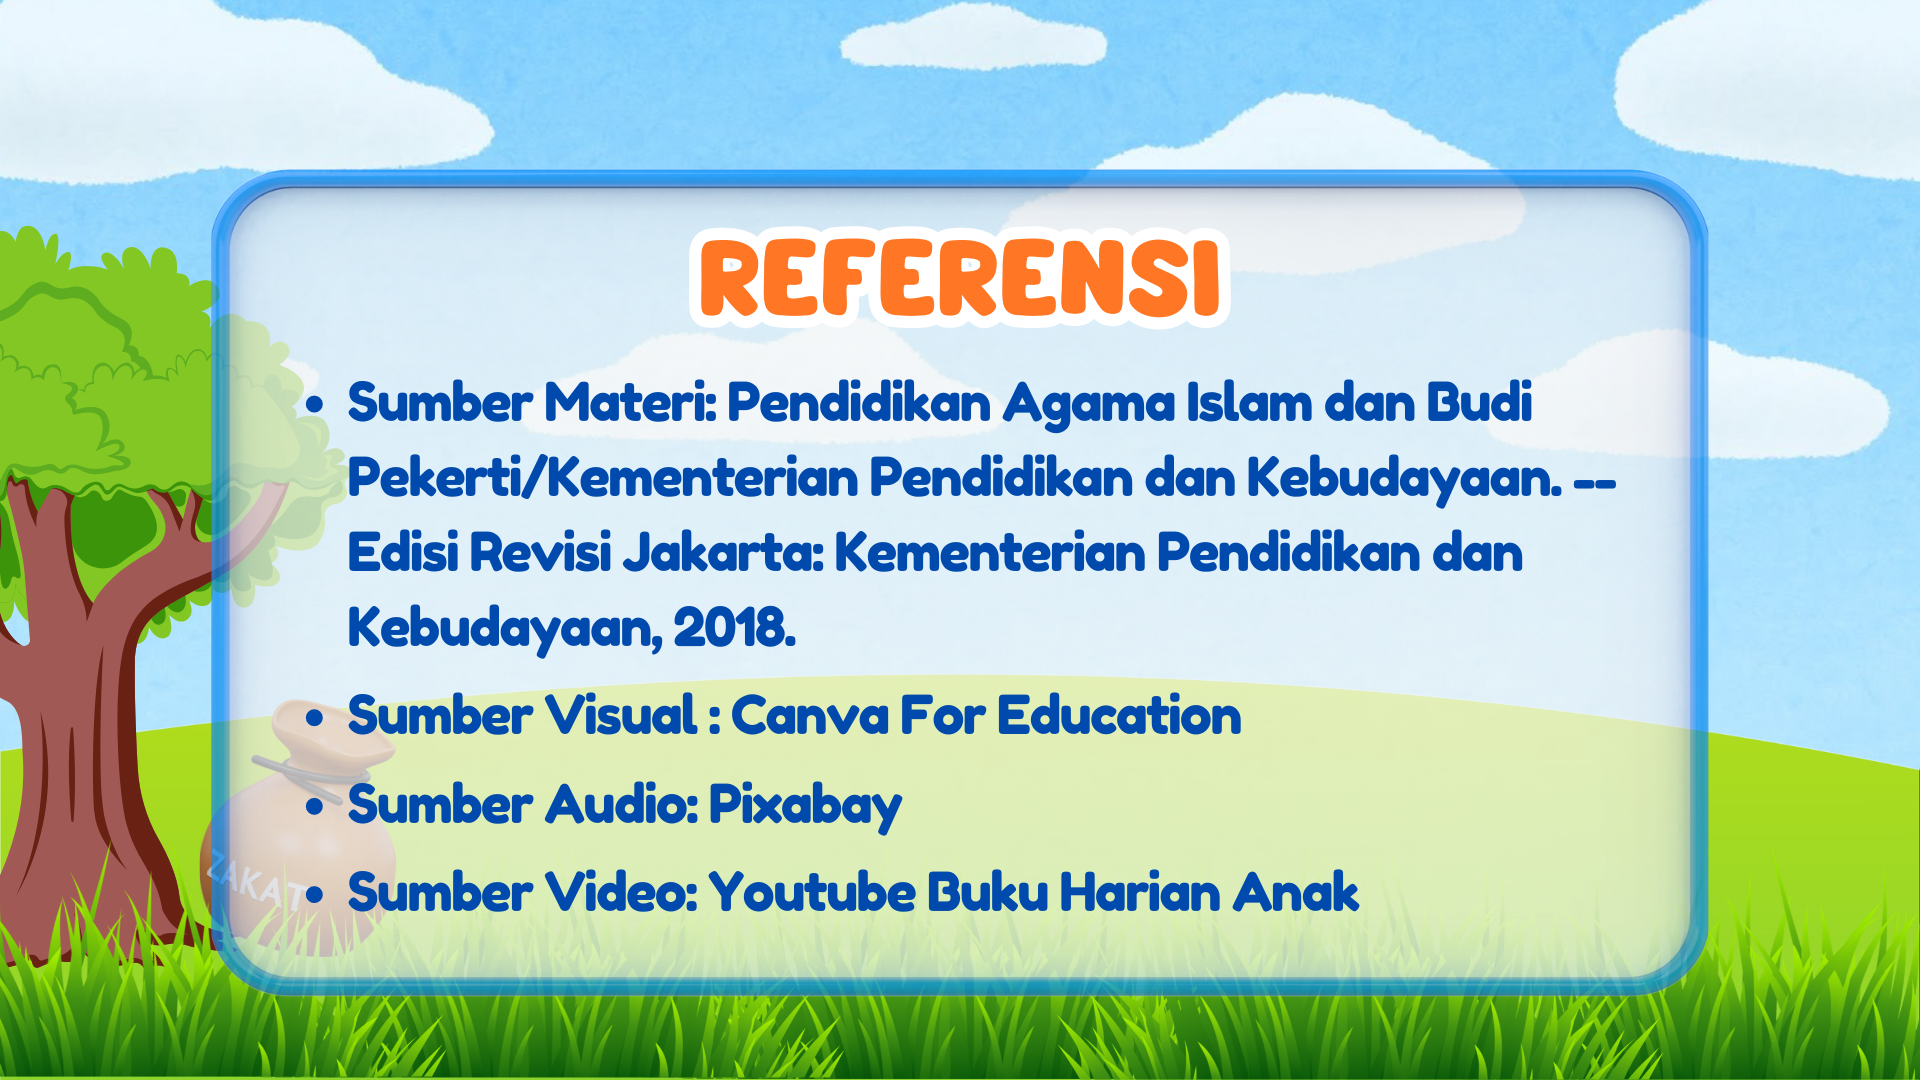 REFERENSI
• Sumber Materi: Pendidikan Agama Islam dan Budi
Pekerti/Kementerian Pendidikan dan Kebudayaan. --
Edisi Revisi Jakarta: Kementerian Pendidikan dan
Kebudayaan, 2018.
• Sumber Visual : Canva For Education
• Sumber Audio: Pixabay
• Sumber Video: Youtube Buku Harian Anak
ZAKAT